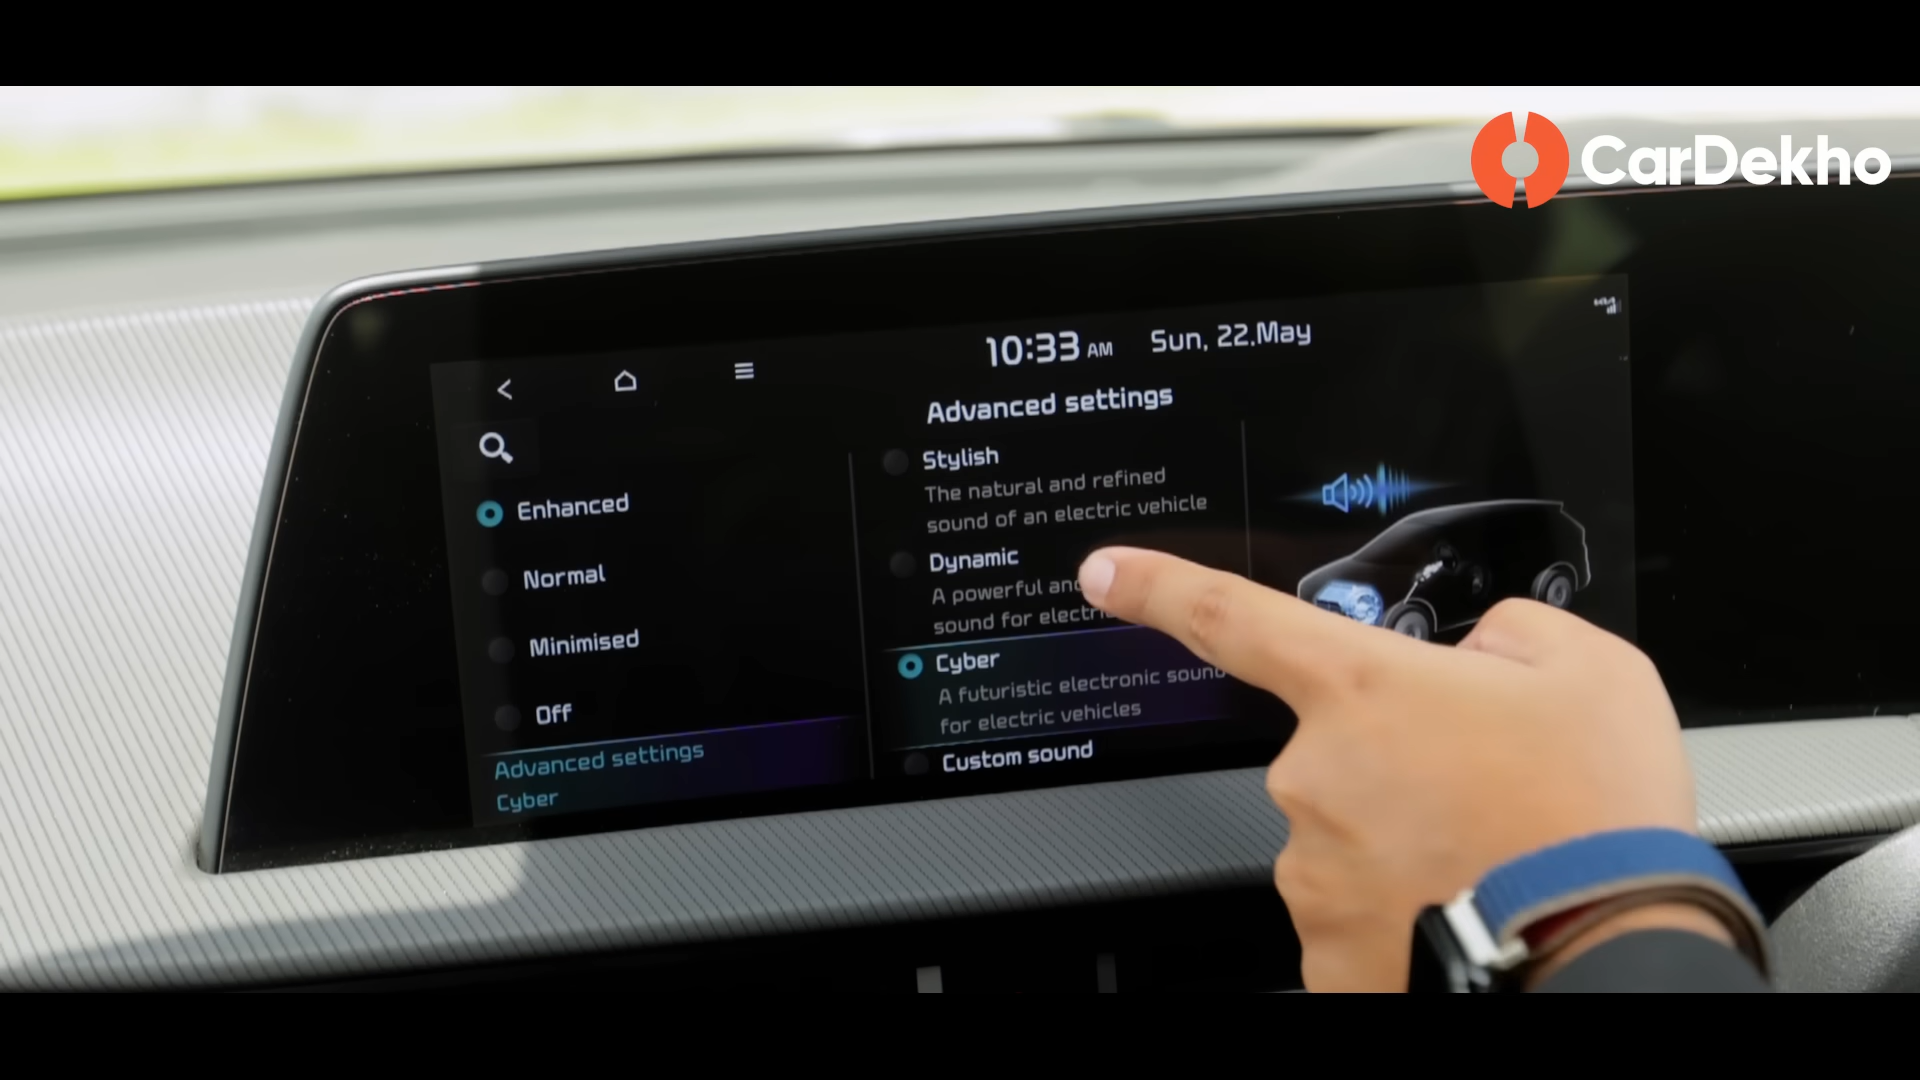 CarDekho
10:33 AM Sun, 22.May
Advanced settings
Enhanced
Normal
Minimised
Off
Advanced settings
Cyber
Stylish
The natural and refined
sound of an electric vehicle
Dynamic
A powerful and
sound for
Cyber
A futuristic electronic sound
for electric vehicles
Custom sound